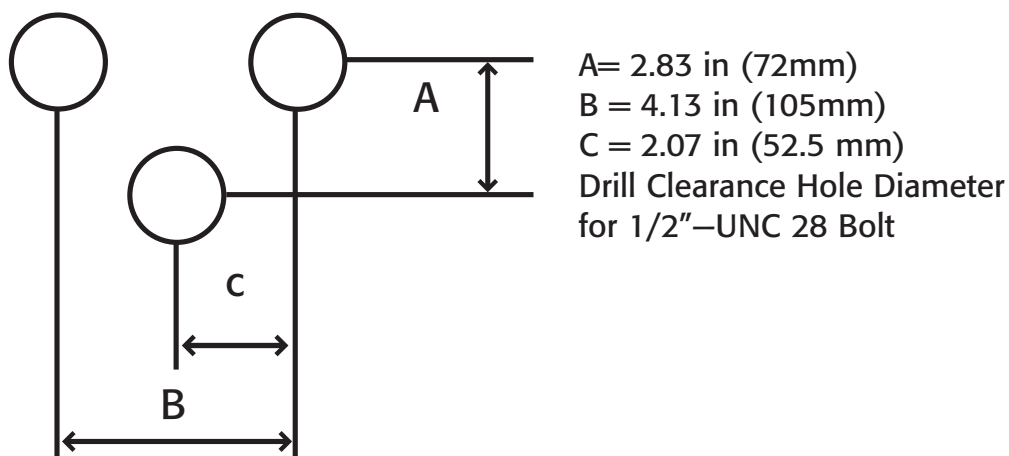 A
C
B
A= 2.83 in (72mm)
B = 4.13 in (105mm)
C = 2.07 in (52.5 mm)
Drill Clearance Hole Diameter
for 1/2"—UNC 28 Bolt